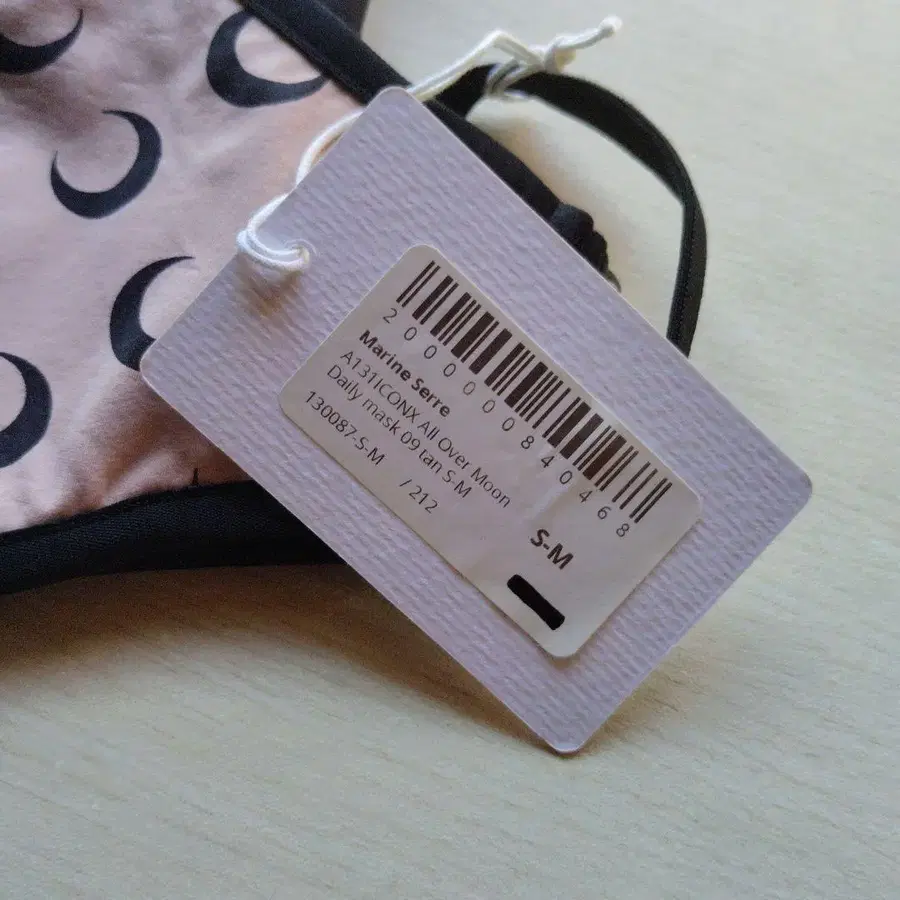 2000000840468
Marine Serre
A131ICONX All Over Moon
Daily mask 09 tan S-M
130087-S-M
/ 212
S-M